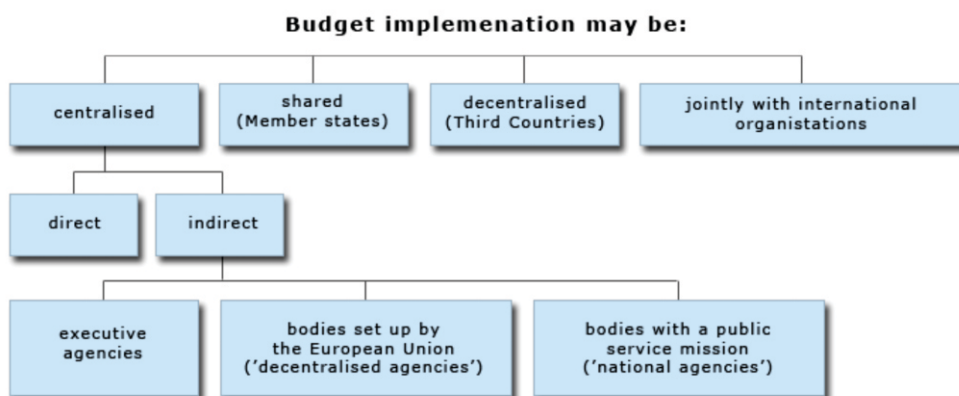 Budget implemenation may be:
centralised
shared
(Member states)
decentralised
(Third Countries)
jointly with international
organistations
direct
indirect
executive
agencies
bodies set up by
the European Union
('decentralised agencies')
bodies with a public
service mission
('national agencies')